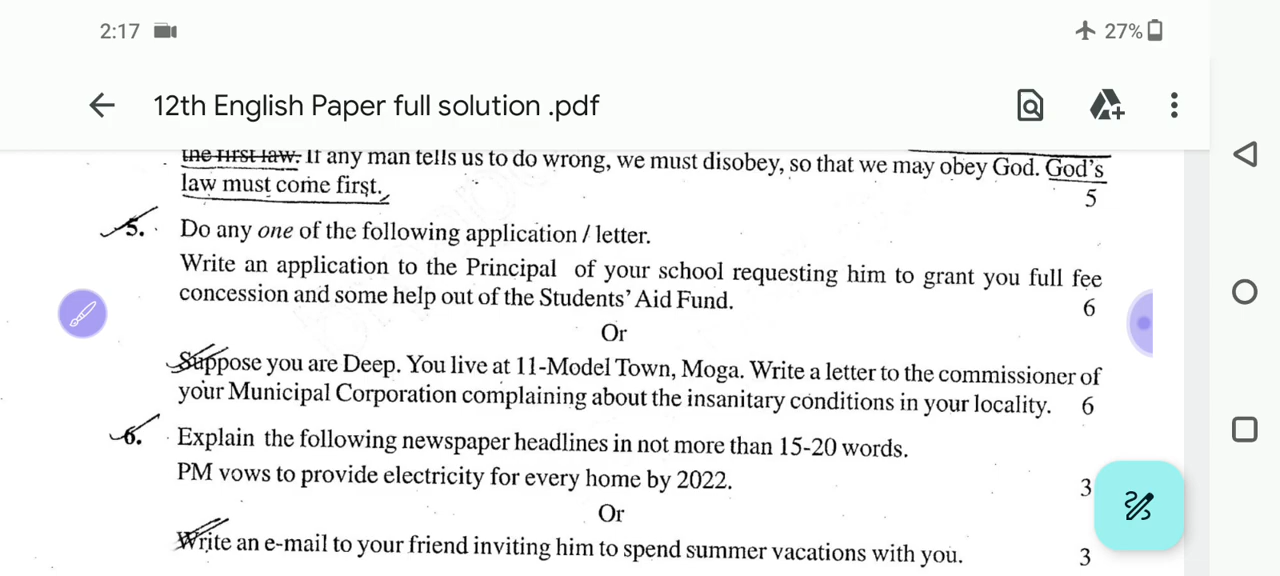 2:17
27%
12th English Paper full solution .pdf
the first law. If any man tells us to do wrong, we must disobey, so that we may obey God. God's
law must come first.
5
5. Do any one of the following application / letter.
Write an application to the Principal of your school requesting him to grant you full fee
concession and some help out of the Students' Aid Fund. 6
Or
Suppose you are Deep. You live at 11-Model Town, Moga. Write a letter to the commissioner of
your Municipal Corporation complaining about the insanitary conditions in your locality. 6
6. Explain the following newspaper headlines in not more than 15-20 words.
PM vows to provide electricity for every home by 2022. 3
Or
Write an e-mail to your friend inviting him to spend summer vacations with you. 3